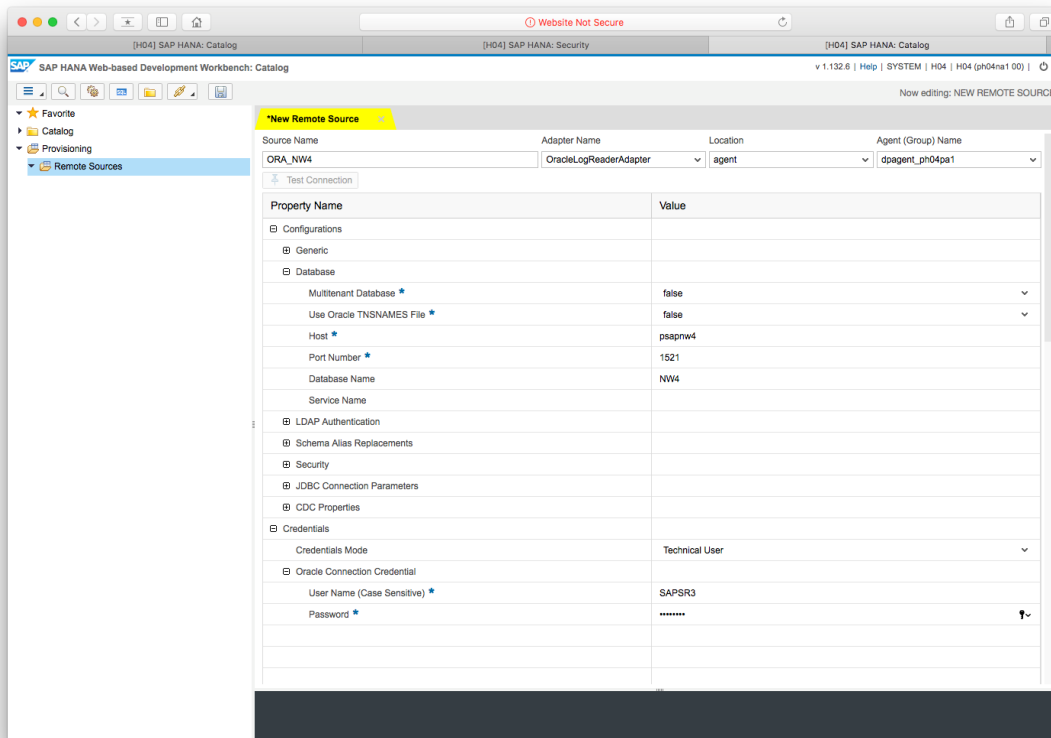 Website Not Secure
[H04] SAP HANA: Catalog
[H04] SAP HANA: Security
[H04] SAP HANA: Catalog
SAP SAP HANA Web-based Development Workbench: Catalog
v 1.132.6 | Help | SYSTEM | H04 | H04 (ph04na1 00) |
Now editing: NEW REMOTE SOURC
Favorite
Catalog
Provisioning
Remote Sources
*New Remote Source
Source Name Adapter Name Location Agent (Group) Name
ORA_NW4 OracleLogReaderAdapter agent dpagent_ph04pa1
Test Connection
Property Name Value
Configurations
Generic
Database
Multitenant Database * false
Use Oracle TNSNAMES File * false
Host * psapnw4
Port Number * 1521
Database Name NW4
Service Name
LDAP Authentication
Schema Alias Replacements
Security
JDBC Connection Parameters
CDC Properties
Credentials
Credentials Mode Technical User
Oracle Connection Credential
User Name (Case Sensitive) * SAPSR3
Password * ••••••••